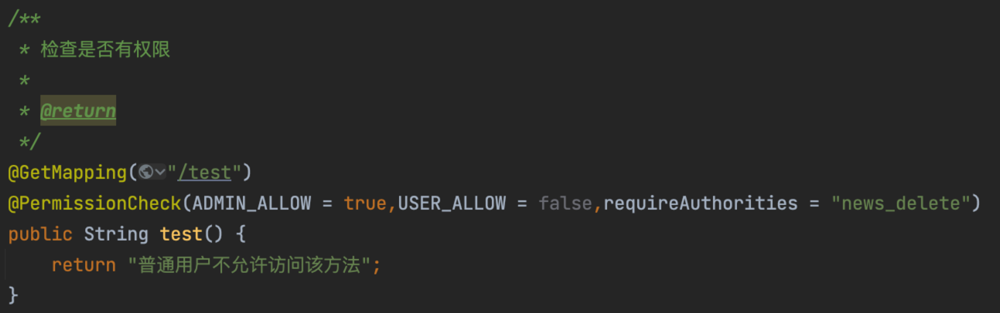 /**
 * 检查是否有权限
 *
 * @return
 */
@GetMapping("/test")
@PermissionCheck(ADMIN_ALLOW = true,USER_ALLOW = false,requireAuthorities = "news_delete")
public String test() {
    return "普通用户不允许访问该方法";
}